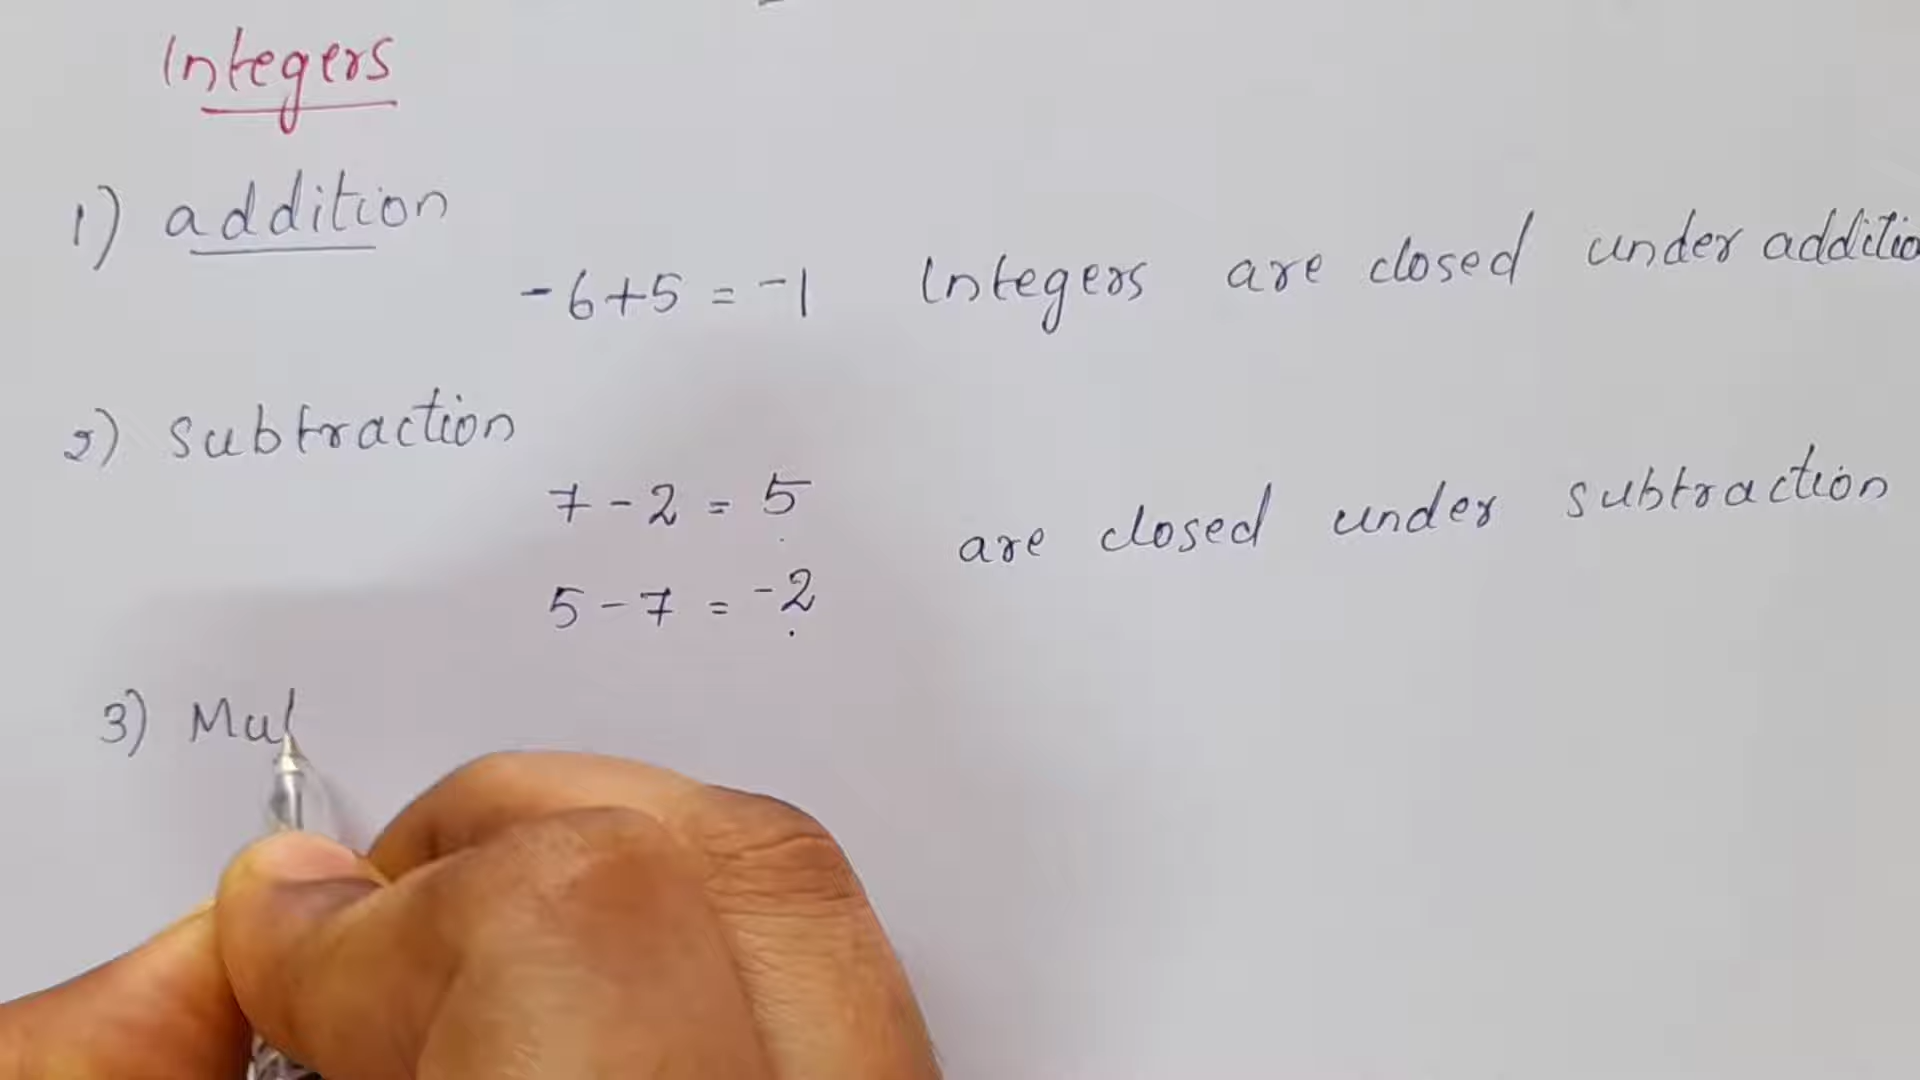 Integers
1) addition
-6+5 = -1 Integers are closed under additio
2) subtraction
7-2 = 5 are closed under subtraction
5-7 = -2
3) Mul